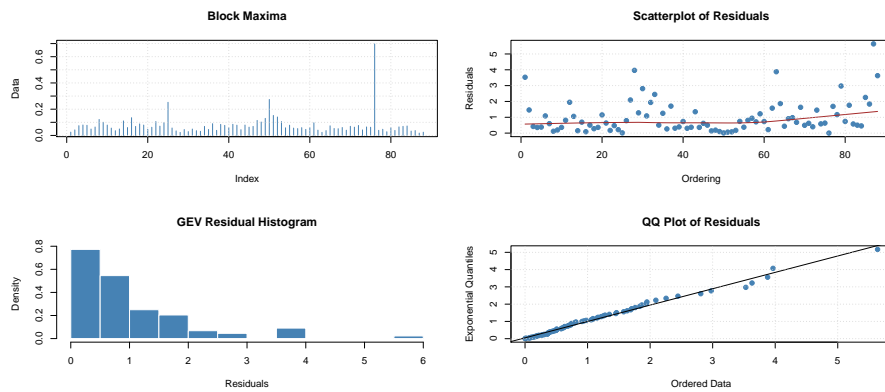 Block Maxima
Data
0.0 0.2 0.4 0.6
0 20 40 60 80
Index
Scatterplot of Residuals
Residuals
0 1 2 3 4 5
0 20 40 60 80
Ordering
GEV Residual Histogram
Density
0.0 0.2 0.4 0.6 0.8
0 1 2 3 4 5 6
Residuals
QQ Plot of Residuals
Exponential Quantiles
0 1 2 3 4 5
0 1 2 3 4 5
Ordered Data